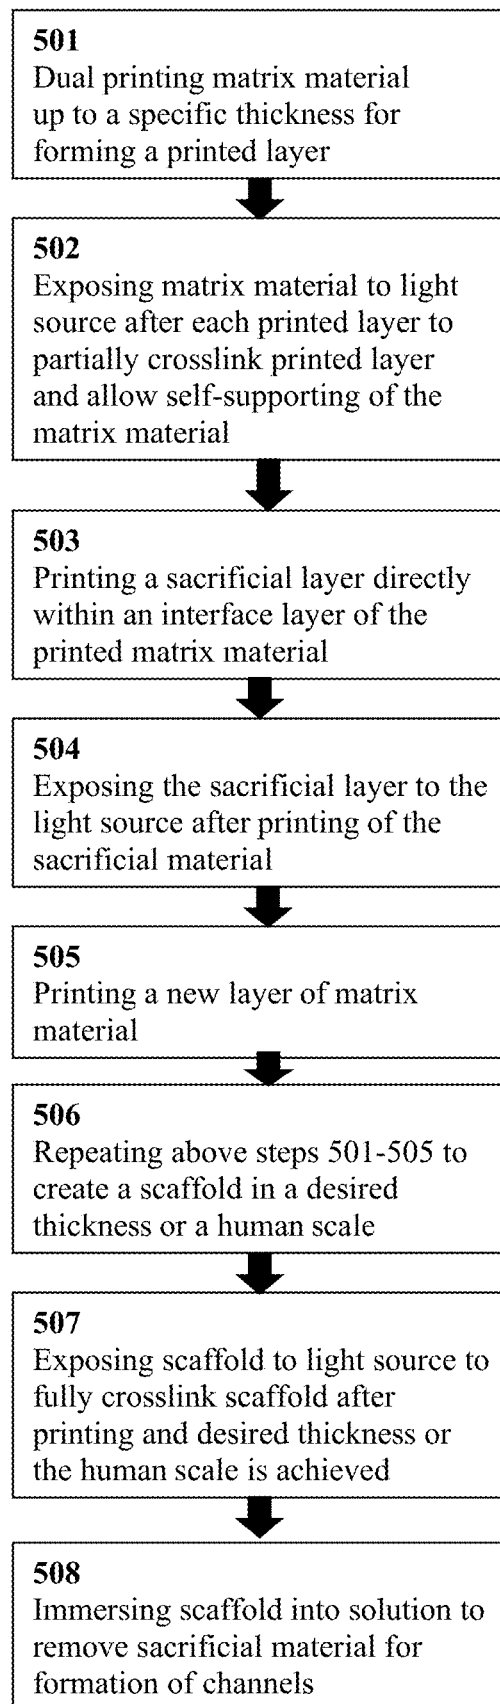 501
Dual printing matrix material
up to a specific thickness for
forming a printed layer
502
Exposing matrix material to light
source after each printed layer to
partially crosslink printed layer
and allow self-supporting of the
matrix material
503
Printing a sacrificial layer directly
within an interface layer of the
printed matrix material
504
Exposing the sacrificial layer to the
light source after printing of the
sacrificial material
505
Printing a new layer of matrix
material
506
Repeating above steps 501-505 to
create a scaffold in a desired
thickness or a human scale
507
Exposing scaffold to light source to
fully crosslink scaffold after
printing and desired thickness or
the human scale is achieved
508
Immersing scaffold into solution to
remove sacrificial material for
formation of channels